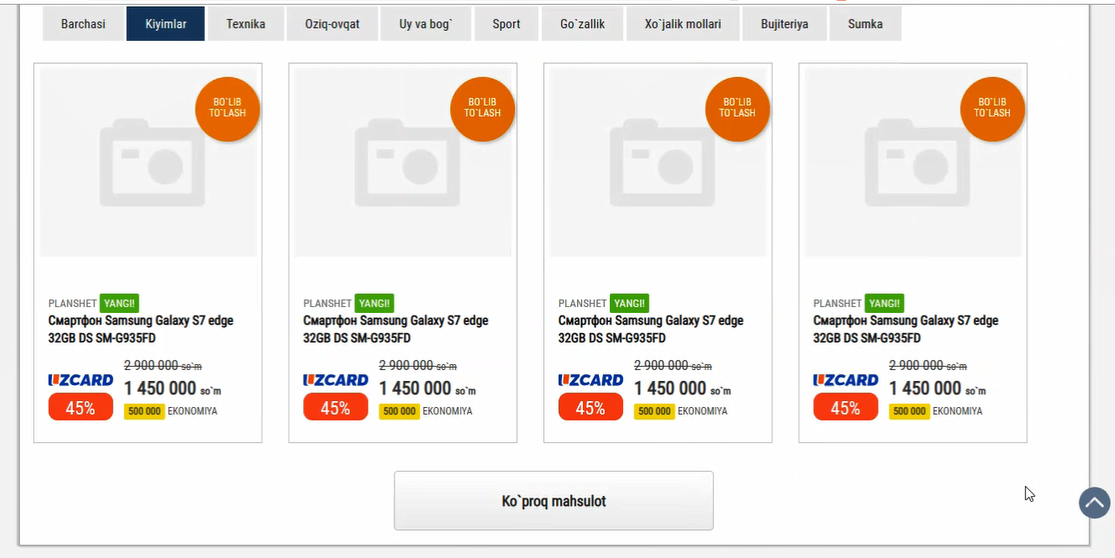 Barchasi Kiyimlar Texnika Oziq-ovqat Uy va bog` Sport Go`zallik Xo`jalik mollari Bujiteriya Sumka
BO`LIB
TO`LASH
PLANSHET YANGI!
Смартфон Samsung Galaxy S7 edge
32GB DS SM-G935FD
2 900 000 so`m
UZCARD
1 450 000 so`m
45%
500 000 EKONOMIYA
BO`LIB
TO`LASH
PLANSHET YANGI!
Смартфон Samsung Galaxy S7 edge
32GB DS SM-G935FD
2 900 000 so`m
UZCARD
1 450 000 so`m
45%
500 000 EKONOMIYA
BO`LIB
TO`LASH
PLANSHET YANGI!
Смартфон Samsung Galaxy S7 edge
32GB DS SM-G935FD
2 900 000 so`m
UZCARD
1 450 000 so`m
45%
500 000 EKONOMIYA
BO`LIB
TO`LASH
PLANSHET YANGI!
Смартфон Samsung Galaxy S7 edge
32GB DS SM-G935FD
2 900 000 so`m
UZCARD
1 450 000 so`m
45%
500 000 EKONOMIYA
Ko`proq mahsulot